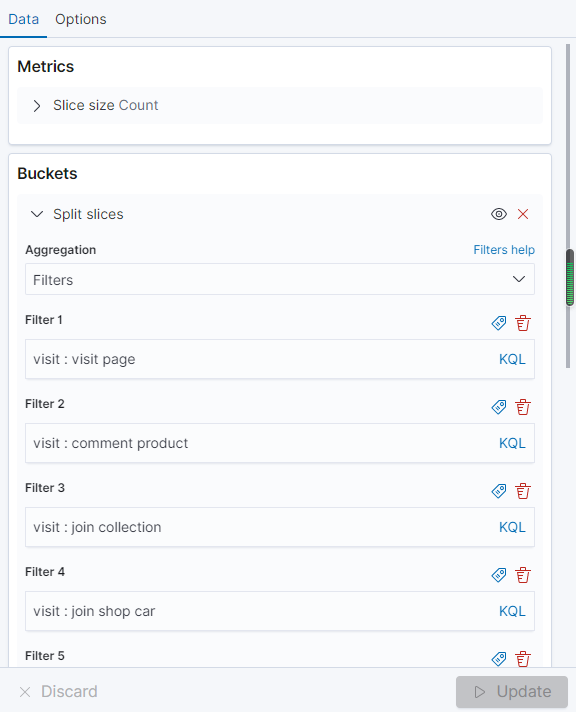 Data Options
Metrics
Slice size Count
Buckets
Split slices
Aggregation Filters help
Filters
Filter 1
visit : visit page KQL
Filter 2
visit : comment product KQL
Filter 3
visit : join collection KQL
Filter 4
visit : join shop car KQL
Filter 5
Discard Update